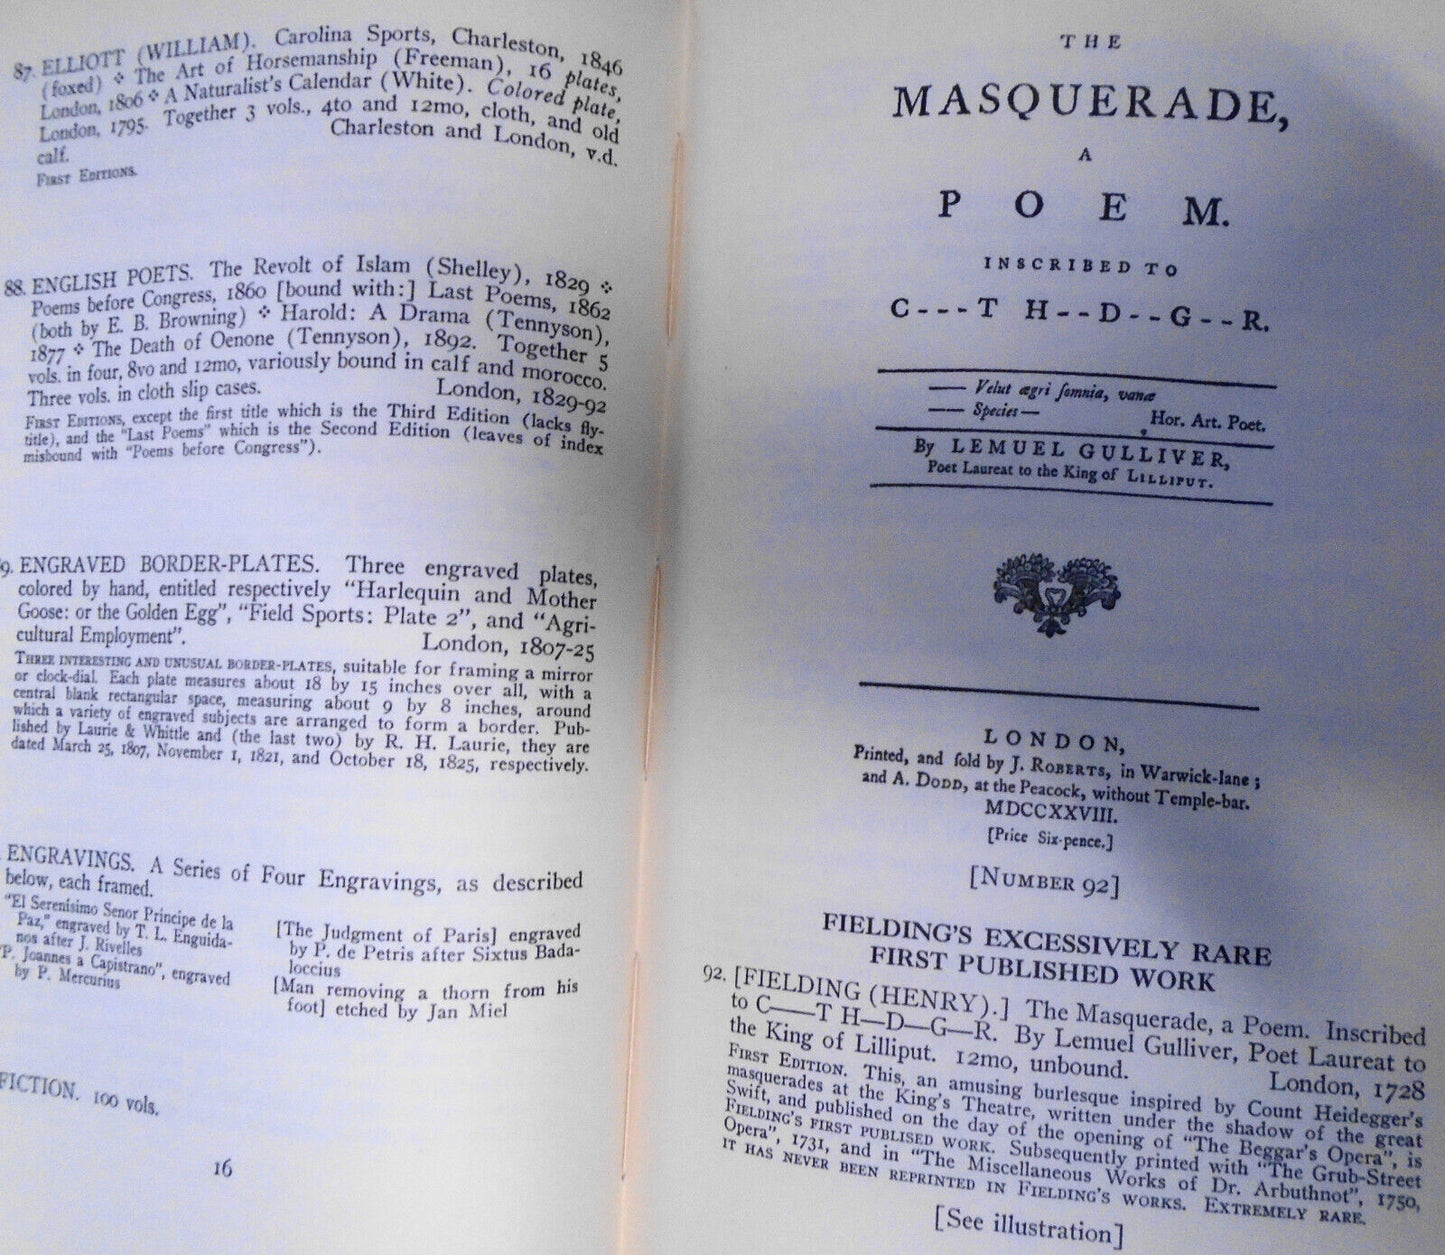 87. ELLIOTT (WILLIAM). Carolina Sports, Charleston, 1846
(foxed) ❖ The Art of Horsemanship (Freeman), 16 plates,
London, 1806 ❖ A Naturalist's Calendar (White). Colored plate,
London, 1795. Together 3 vols., 4to and 12mo, cloth, and old
calf. Charleston and London, v.d.
FIRST EDITIONS.
88. ENGLISH POETS. The Revolt of Islam (Shelley), 1829 ❖
Poems before Congress, 1860 [bound with:] Last Poems, 1862
(both by E. B. Browning) ❖ Harold: A Drama (Tennyson),
1877 ❖ The Death of Oenone (Tennyson), 1892. Together 5
vols. in four, 8vo and 12mo, variously bound in calf and morocco.
Three vols. in cloth slip cases. London, 1829-92
FIRST EDITIONS, except the first title which is the Third Edition (lacks fly-
title), and the "Last Poems" which is the Second Edition (leaves of index
misbound with "Poems before Congress").
9. ENGRAVED BORDER-PLATES. Three engraved plates,
colored by hand, entitled respectively "Harlequin and Mother
Goose: or the Golden Egg", "Field Sports: Plate 2", and "Agri-
cultural Employment". London, 1807-25
THREE INTERESTING AND UNUSUAL BORDER-PLATES, suitable for framing a mirror
or clock-dial. Each plate measures about 18 by 15 inches over all, with a
central blank rectangular space, measuring about 9 by 8 inches, around
which a variety of engraved subjects are arranged to form a border. Pub-
lished by Laurie & Whittle and (the last two) by R. H. Laurie, they are
dated March 25, 1807, November 1, 1821, and October 18, 1825, respectively.
ENGRAVINGS. A Series of Four Engravings, as described
below, each framed.
"El Serenísimo Senor Principe de la
Paz," engraved by T. L. Enguida-
nos after J. Rivelles
"P. Joannes a Capistrano", engraved
by P. Mercurius
[The Judgment of Paris] engraved
by P. de Petris after Sixtus Bada-
loccius
[Man removing a thorn from his
foot] etched by Jan Miel
FICTION. 100 vols.
16
THE
MASQUERADE,
A
POEM.
INSCRIBED TO
C---T H--D--G--R.
—— Velut ægri ſomnia, vanæ
—— Species— Hor. Art. Poet.
By LEMUEL GULLIVER,
Poet Laureat to the King of LILLIPUT.
LONDON,
Printed, and ſold by J. ROBERTS, in Warwick-lane;
and A. DODD, at the Peacock, without Temple-bar.
MDCCXXVIII.
[Price Six-pence.]
[NUMBER 92]
FIELDING'S EXCESSIVELY RARE
FIRST PUBLISHED WORK
92. [FIELDING (HENRY).] The Masquerade, a Poem. Inscribed
to C——T H—D—G—R. By Lemuel Gulliver, Poet Laureat to
the King of Lilliput. 12mo, unbound. London, 1728
FIRST EDITION. This, an amusing burlesque inspired by Count Heidegger's
masquerades at the King's Theatre, written under the shadow of the great
Swift, and published on the day of the opening of "The Beggar's Opera", is
FIELDING'S FIRST PUBLISED WORK. Subsequently printed with "The Grub-Street
Opera", 1731, and in "The Miscellaneous Works of Dr. Arbuthnot", 1750,
IT HAS NEVER BEEN REPRINTED IN FIELDING'S WORKS. EXTREMELY RARE.
[See illustration]